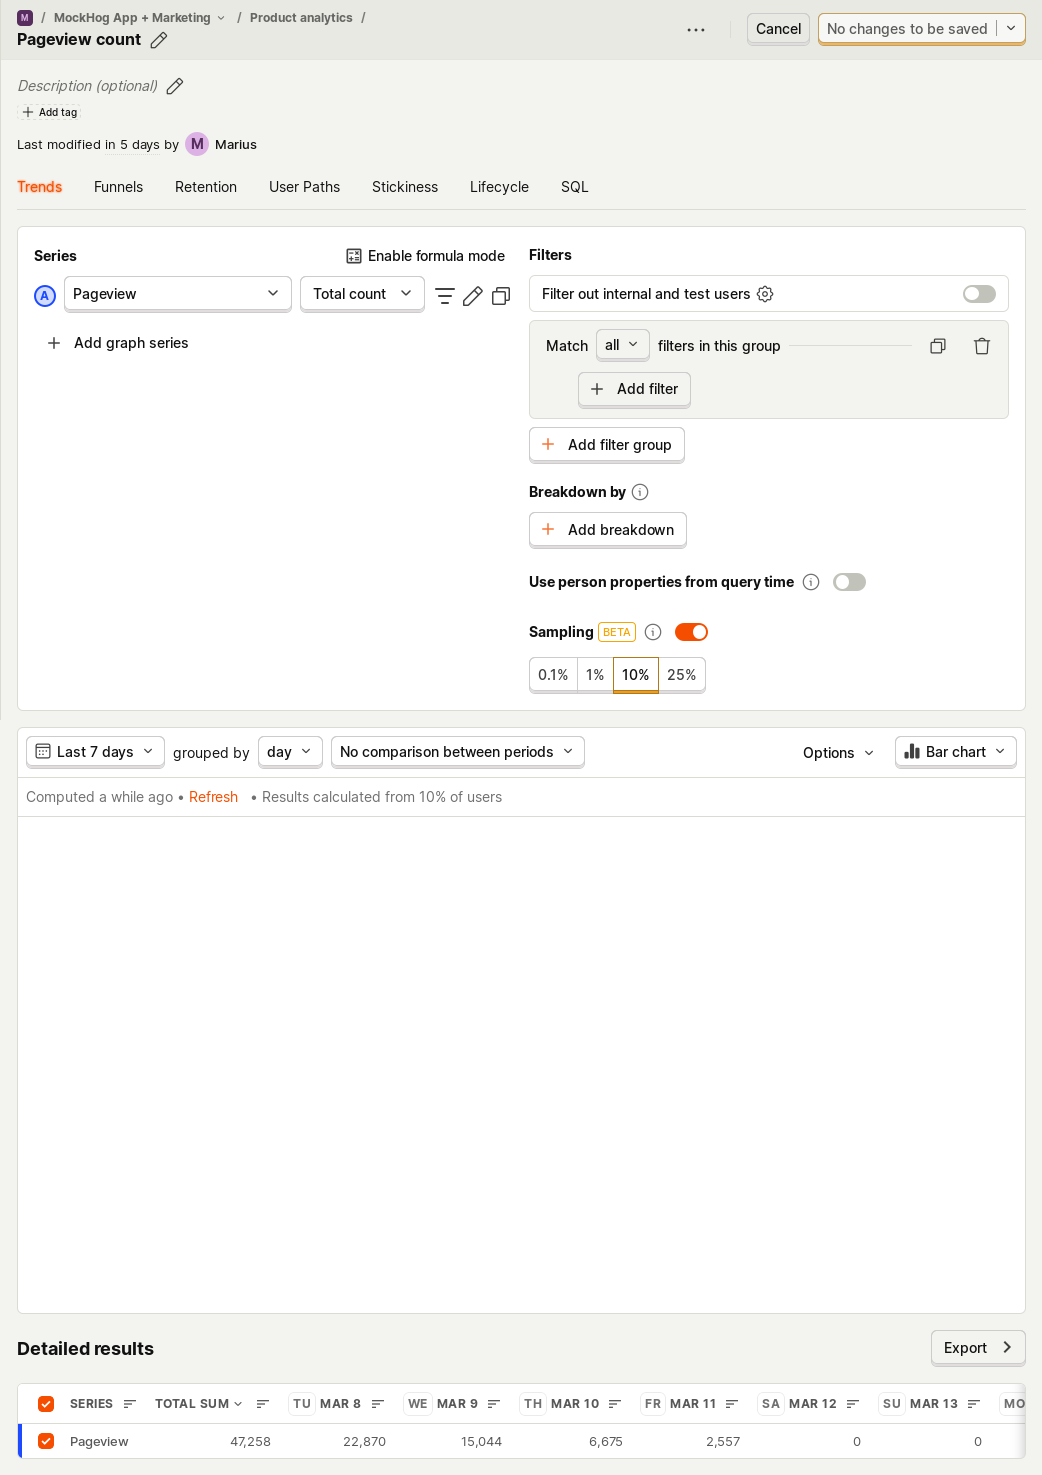 M / MockHog App + Marketing / Product analytics /
Pageview count
Cancel
No changes to be saved
Description (optional)
Add tag
Last modified in 5 days by M Marius
Trends Funnels Retention User Paths Stickiness Lifecycle SQL
Series
Enable formula mode
A Pageview Total count
Add graph series
Filters
Filter out internal and test users
Match all filters in this group
Add filter
Add filter group
Breakdown by
Add breakdown
Use person properties from query time
Sampling BETA
0.1% 1% 10% 25%
Last 7 days grouped by day No comparison between periods Options Bar chart
Computed a while ago • Refresh • Results calculated from 10% of users
Detailed results
Export
SERIES TOTAL SUM TU MAR 8 WE MAR 9 TH MAR 10 FR MAR 11 SA MAR 12 SU MAR 13 MO
Pageview 47,258 22,870 15,044 6,675 2,557 0 0